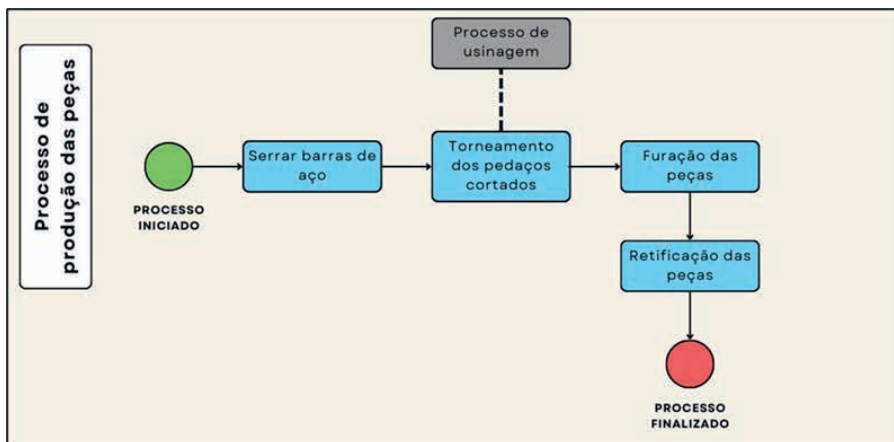 Processo de
produção das peças
PROCESSO
INICIADO
Serrar barras de
aço
Processo de
usinagem
Torneamento
dos pedaços
cortados
Furação das
peças
Retificação das
peças
PROCESSO
FINALIZADO